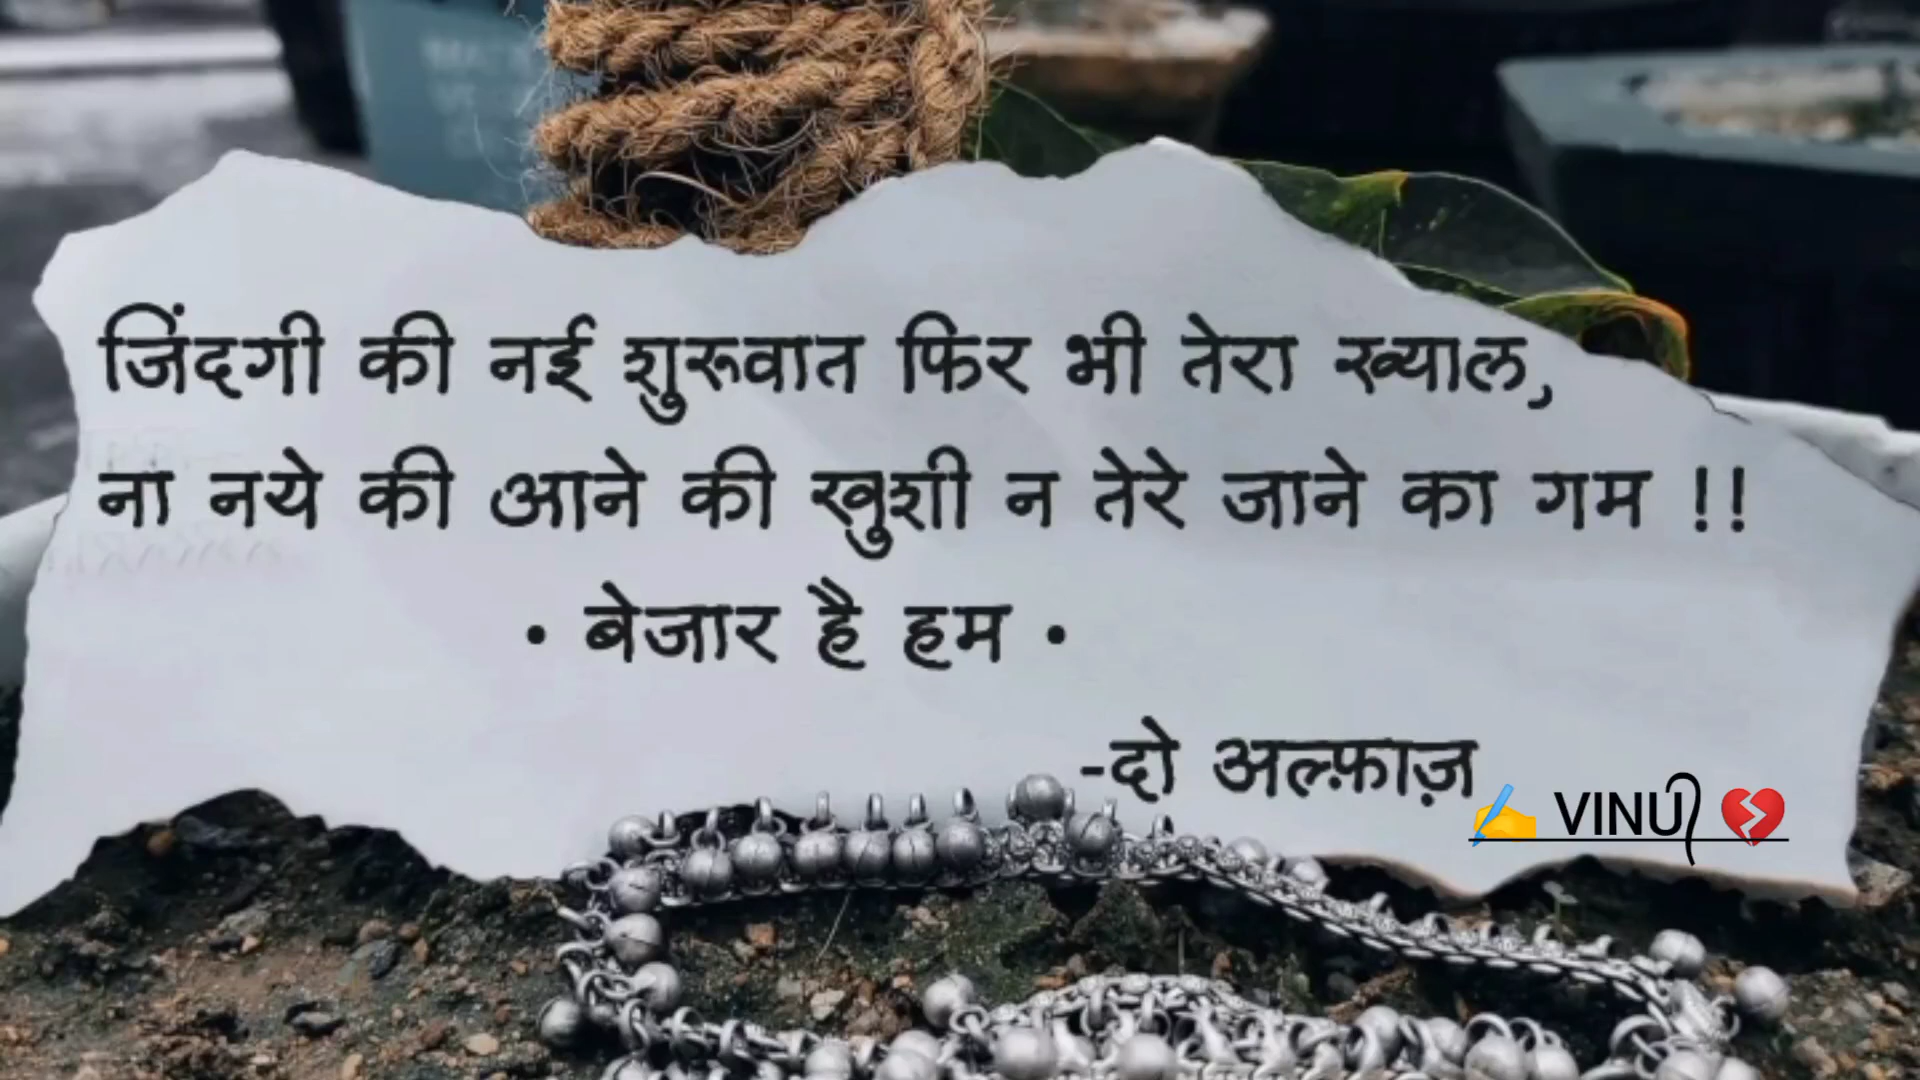 जिंदगी की नई शुरूवात फिर भी तेरा ख्याल,
ना नये की आने की खुशी न तेरे जाने का गम !!
• बेजार है हम •
-दो अल्फ़ाज़
✍️ VINU 💔